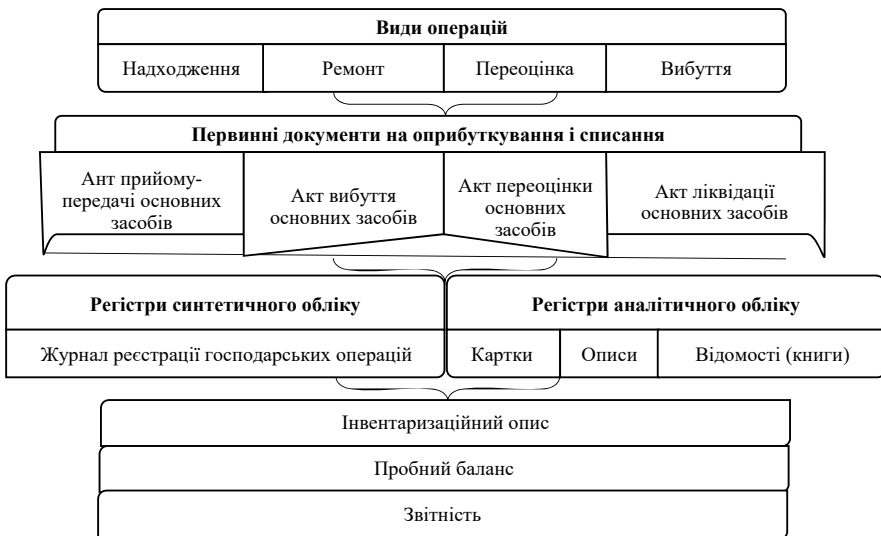 Види операцій
Надходження
Ремонт
Переоцінка
Вибуття
Первинні документи на оприбуткування і списання
Ант прийому-
передачі основних
засобів
Акт вибуття
основних засобів
Акт переоцінки
основних
засобів
Акт ліквідації
основних засобів
Регістри синтетичного обліку
Регістри аналітичного обліку
Журнал реєстрації господарських операцій
Картки
Описи
Відомості (книги)
Інвентаризаційний опис
Пробний баланс
Звітність